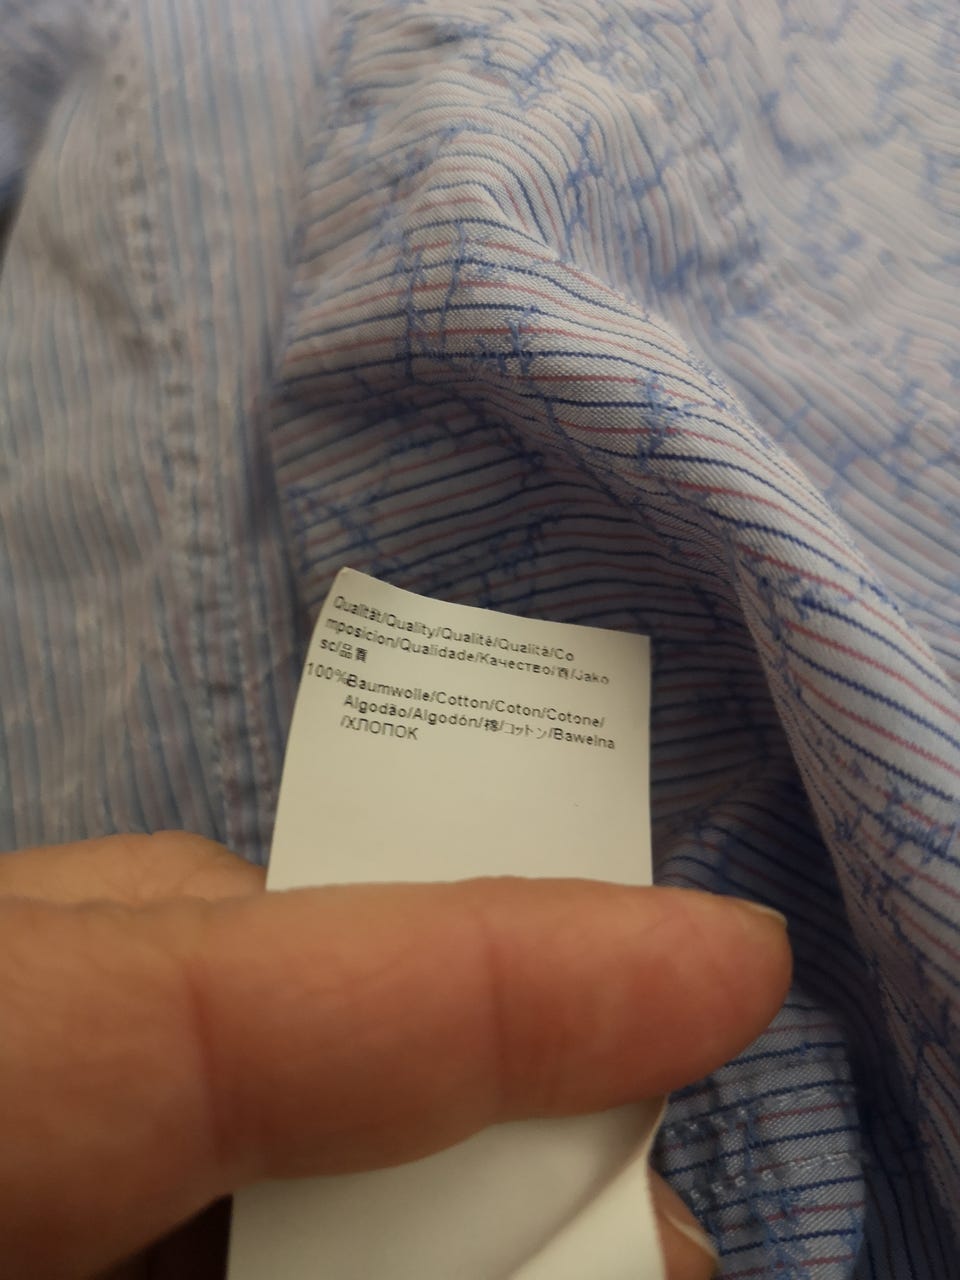 Qualität/Quality/Qualité/Qualità/Co
mposicion/Qualidade/Качество/質/Jako
sc/品質
100%Baumwolle/Cotton/Coton/Cotone/
Algodão/Algodón/棉/コットン/Bawelna
/ХЛОПОК